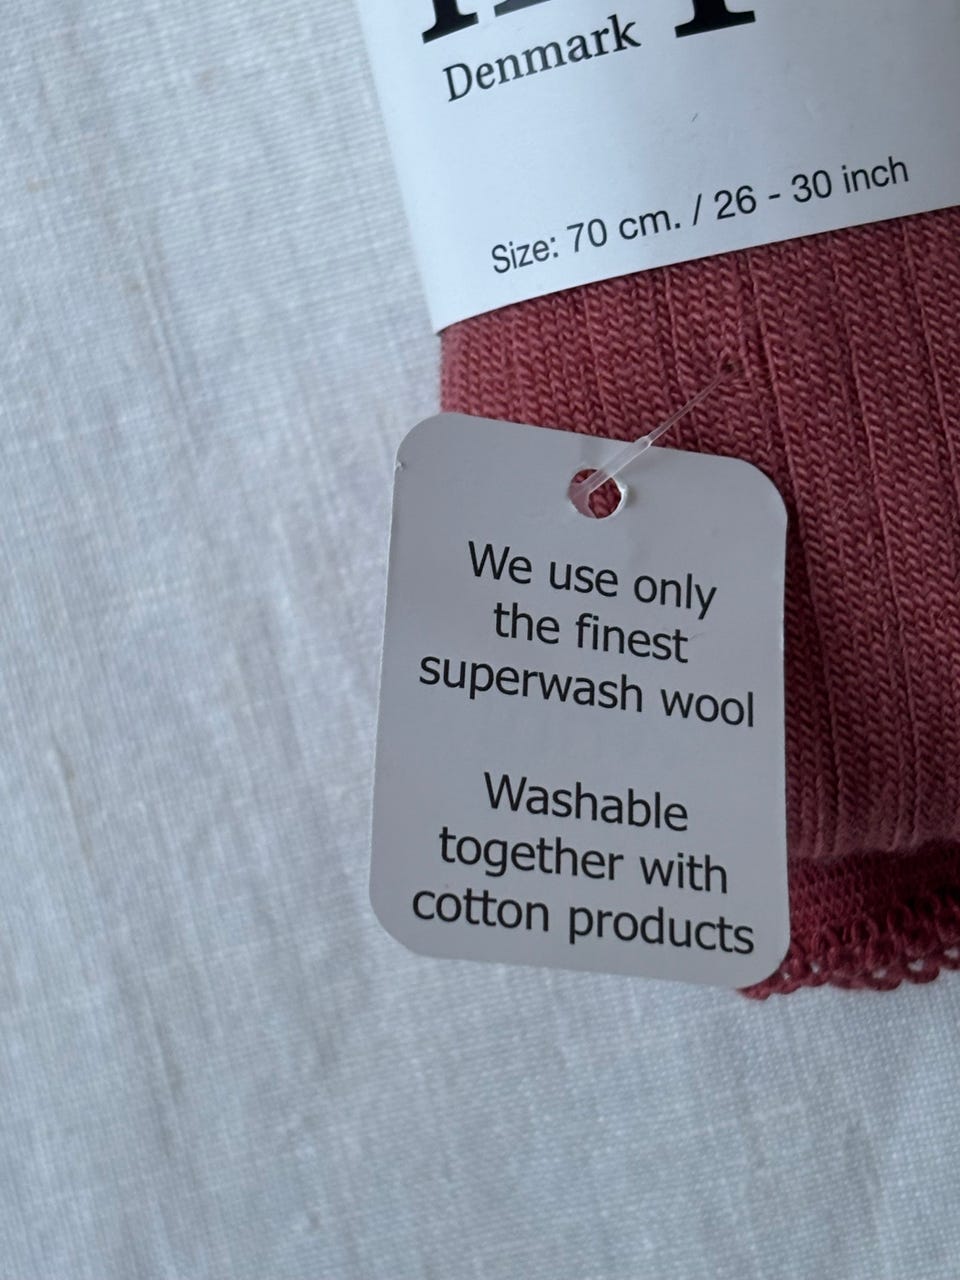 Denmark
Size: 70 cm. / 26 - 30 inch
We use only
the finest
superwash wool
Washable
together with
cotton products